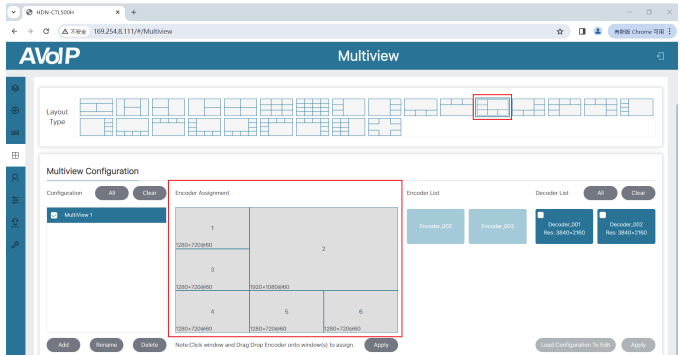 HDN-CTL500H
不安全 169.254.8.111/#/Multiview
有新版 Chrome 可用
AVoIP
Multiview
Layout
Type
Multiview Configuration
Configuration All Clear Encoder Assignment Encoder List Decoder List All Clear
MultiView 1
1
1280×720@60
2
1920×1080@60
3
1280×720@60
4
1280×720@60
5
1280×720@60
6
1280×720@60
Encoder_002 Encoder_003
Decoder_001
Res: 3840×2160
Decoder_002
Res: 3840×2160
Add Rename Delete Note:Click window and Drag Drop Encoder onto window(s) to assign. Apply Load Configuration To Edit Apply